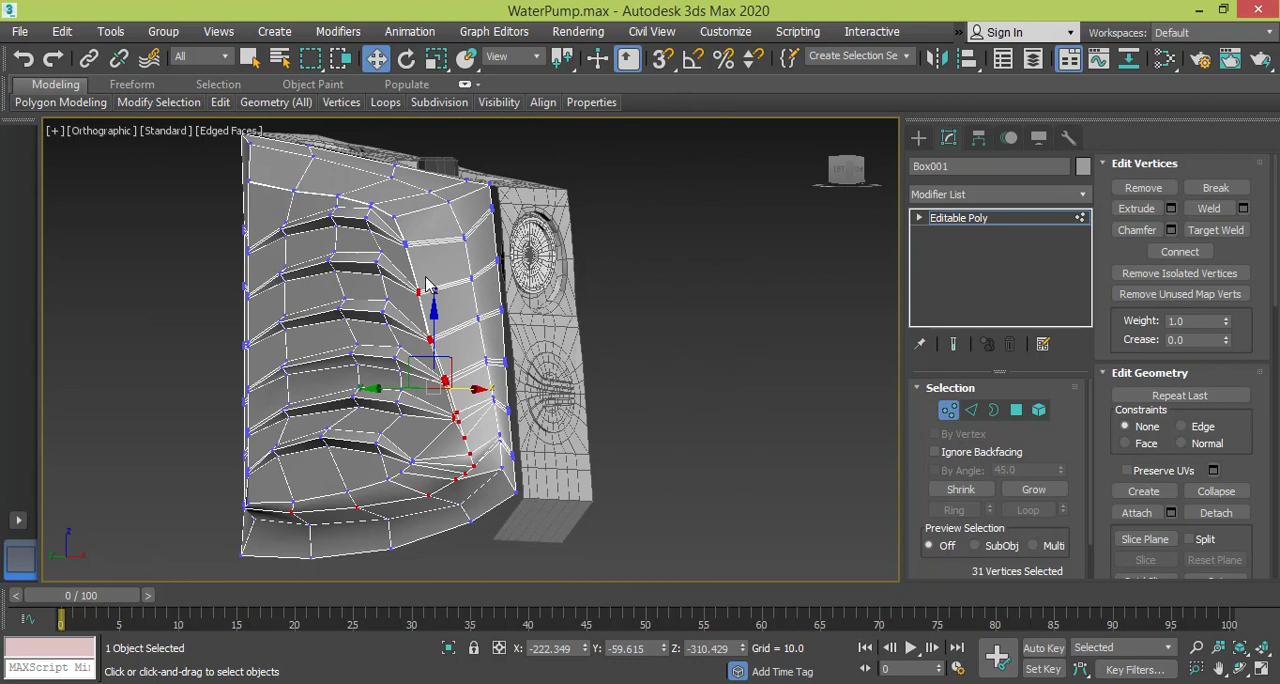 WaterPump.max - Autodesk 3ds Max 2020
File Edit Tools Group Views Create Modifiers Animation Graph Editors Rendering Civil View Customize Scripting Interactive » Sign In Workspaces: Default
All View Create Selection Se
Modeling Freeform Selection Object Paint Populate
Polygon Modeling Modify Selection Edit Geometry (All) Vertices Loops Subdivision Visibility Align Properties
[+] [Orthographic] [Standard] [Edged Faces]
Box001
Modifier List
Editable Poly
Selection
By Vertex
Ignore Backfacing
By Angle: 45.0
Shrink Grow
Ring Loop
Preview Selection
Off SubObj Multi
31 Vertices Selected
Edit Vertices
Remove Break
Extrude Weld
Chamfer Target Weld
Connect
Remove Isolated Vertices
Remove Unused Map Verts
Weight: 1.0
Crease: 0.0
Edit Geometry
Repeat Last
Constraints
None Edge
Face Normal
Preserve UVs
Create Collapse
Attach Detach
Slice Plane Split
Slice Reset Plane
z
x
< 0 / 100 >
0 5 10 15 20 25 30 35 40 45 50 55 60 65 70 75 80 85 90 95 100
1 Object Selected X: -222.349 Y: -59.615 Z: -310.429 Grid = 10.0 Auto Key Selected
MAXScript Mi Click or click-and-drag to select objects Add Time Tag 0 Set Key Key Filters...